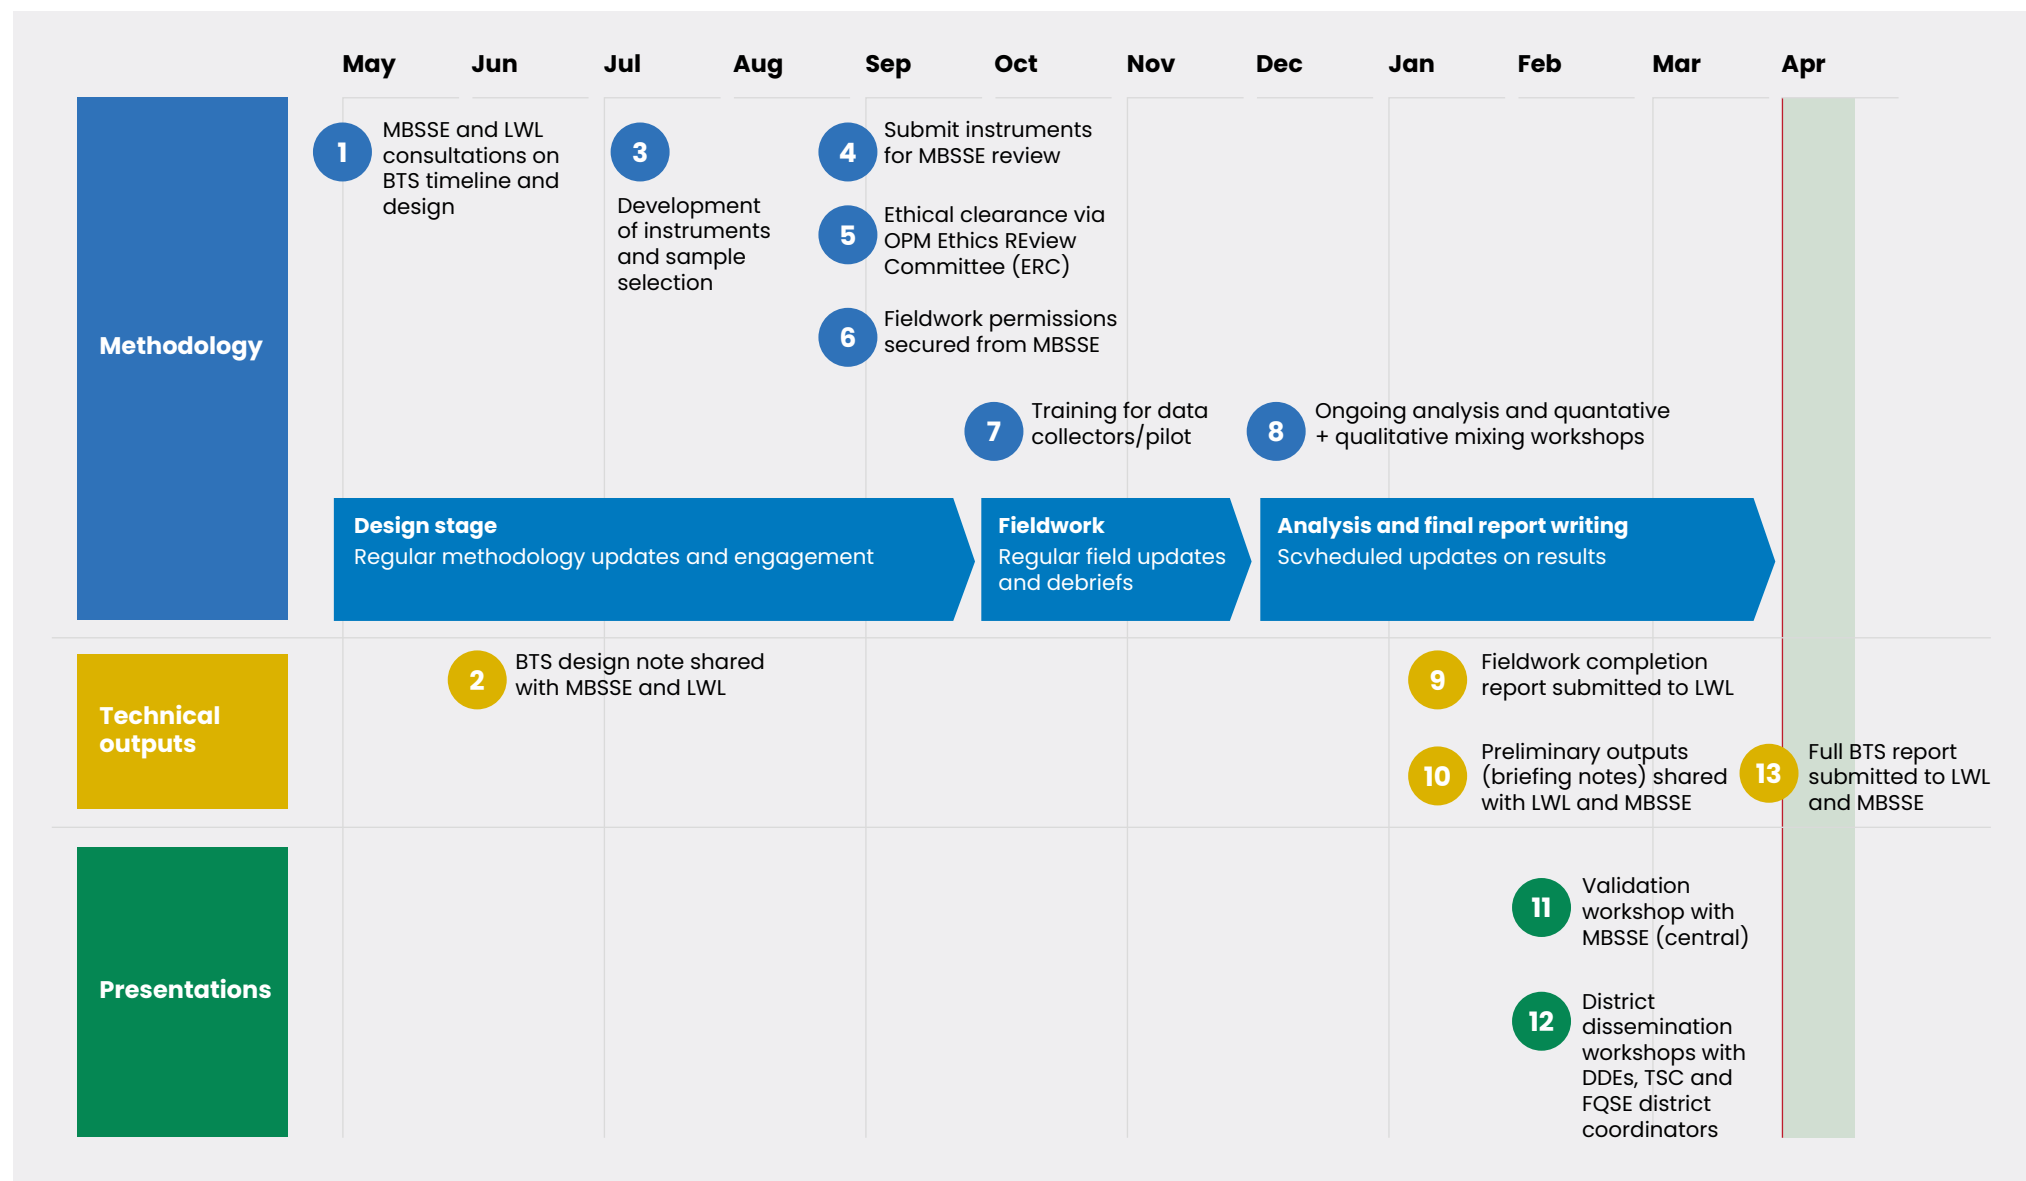 May Jun Jul Aug Sep Oct Nov Dec Jan Feb Mar Apr
Methodology
1
MBSSE and LWL
consultations on
BTS timeline and
design
3
Development
of instruments
and sample
selection
4
Submit instruments
for MBSSE review
5
Ethical clearance via
OPM Ethics REview
Committee (ERC)
6
Fieldwork permissions
secured from MBSSE
7
Training for data
collectors/pilot
8
Ongoing analysis and quantative
+ qualitative mixing workshops
Design stage
Regular methodology updates and engagement
Fieldwork
Regular field updates
and debriefs
Analysis and final report writing
Scvheduled updates on results
Technical
outputs
2
BTS design note shared
with MBSSE and LWL
9
Fieldwork completion
report submitted to LWL
10
Preliminary outputs
(briefing notes) shared
with LWL and MBSSE
13
Full BTS report
submitted to LWL
and MBSSE
Presentations
11
Validation
workshop with
MBSSE (central)
12
District
dissemination
workshops with
DDEs, TSC and
FQSE district
coordinators